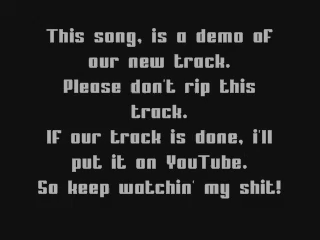 This song, is a demo of
our new track.
Please don't rip this
track.
IF our track is done, i'll
put it on YouTube.
So keep watchin' my shit!